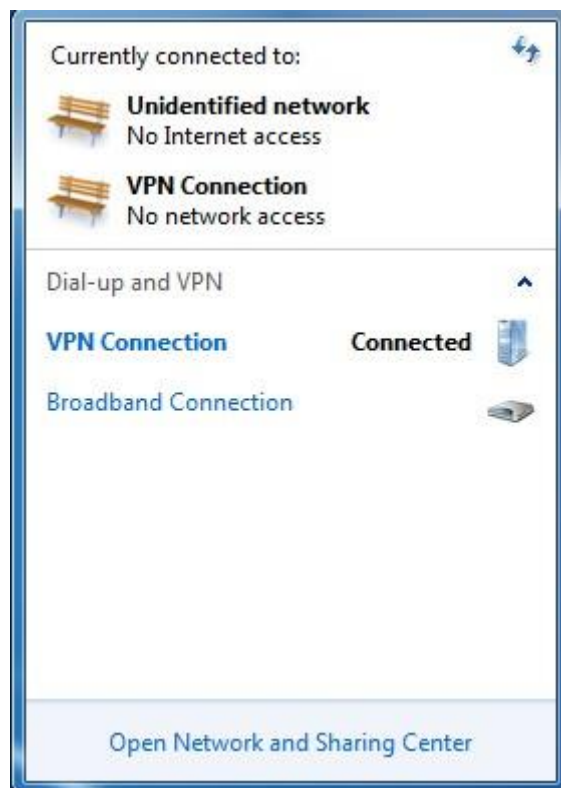 Currently connected to:
Unidentified network
No Internet access
VPN Connection
No network access
Dial-up and VPN
VPN Connection Connected
Broadband Connection
Open Network and Sharing Center